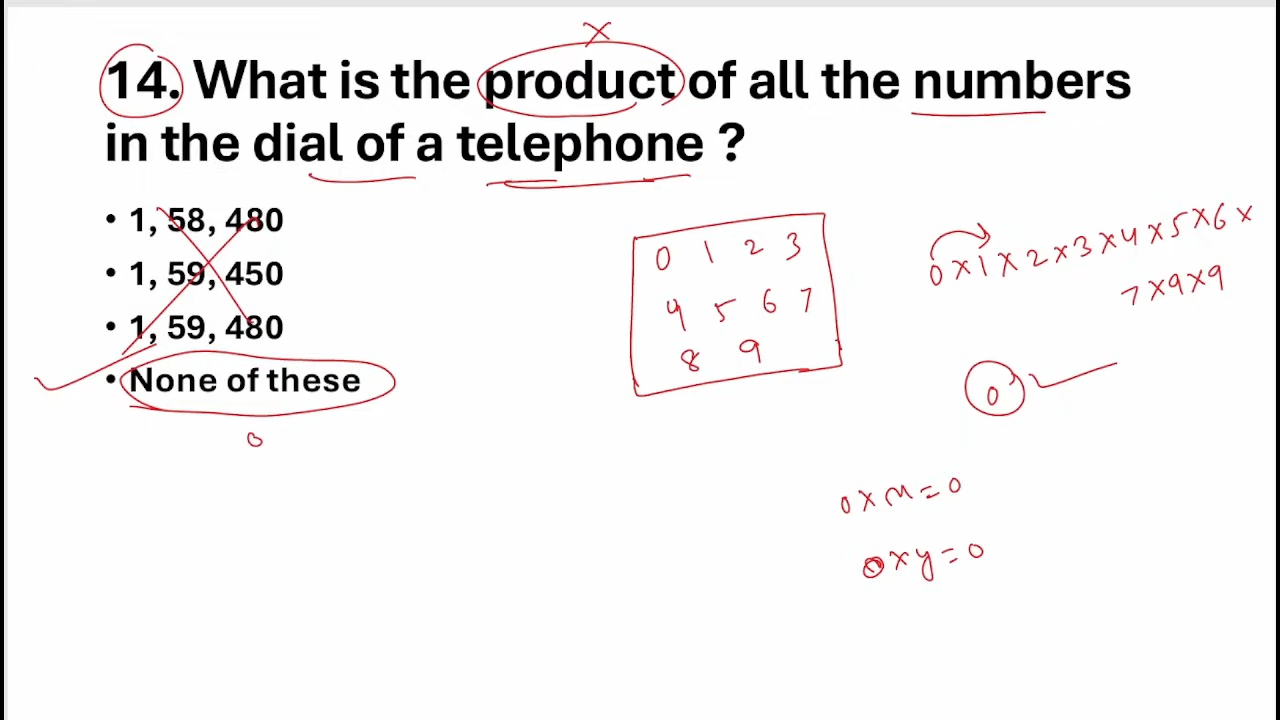 14. What is the product of all the numbers
in the dial of a telephone ?
• 1, 58, 480
• 1, 59, 450
• 1, 59, 480
• None of these
0
x
0 1 2 3
4 5 6 7
8 9
0 x 1 x 2 x 3 x 4 x 5 x 6 x
7 x 9 x 9
0
0 x n = 0
0 x y = 0